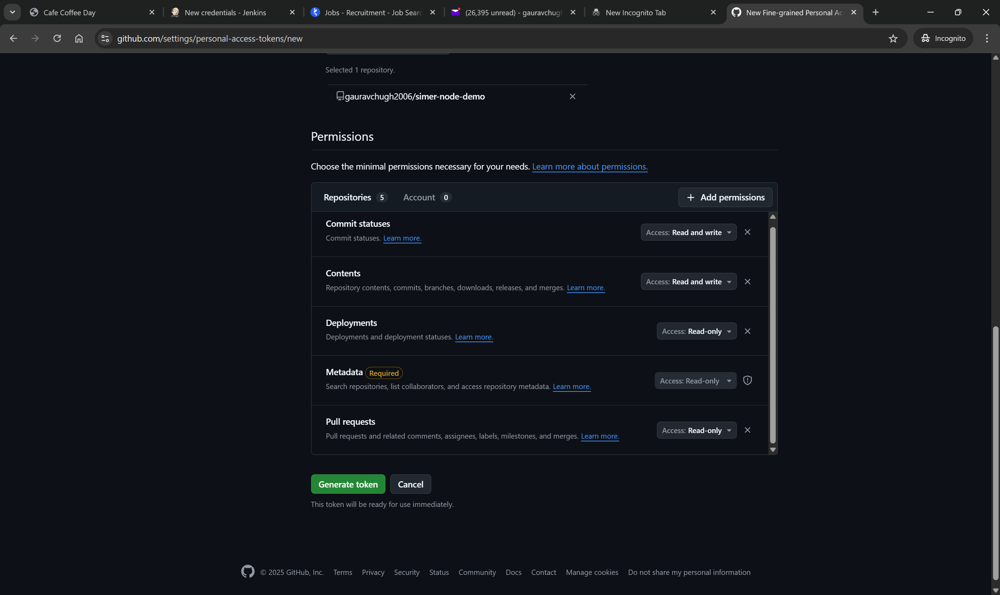 Cafe Coffee Day
New credentials - Jenkins
Jobs - Recruitment - Job Searc
(26,395 unread) - gauravchugh
New Incognito Tab
New Fine-grained Personal Ac
github.com/settings/personal-access-tokens/new
Incognito
Selected 1 repository.
gauravchugh2006/simer-node-demo
Permissions
Choose the minimal permissions necessary for your needs. Learn more about permissions.
Repositories 5 Account 0
Add permissions
Commit statuses
Commit statuses. Learn more.
Access: Read and write
Contents
Repository contents, commits, branches, downloads, releases, and merges. Learn more.
Access: Read and write
Deployments
Deployments and deployment statuses. Learn more.
Access: Read-only
Metadata Required
Search repositories, list collaborators, and access repository metadata. Learn more.
Access: Read-only
Pull requests
Pull requests and related comments, assignees, labels, milestones, and merges. Learn more.
Access: Read-only
Generate token
Cancel
This token will be ready for use immediately.
© 2025 GitHub, Inc. Terms Privacy Security Status Community Docs Contact Manage cookies Do not share my personal information